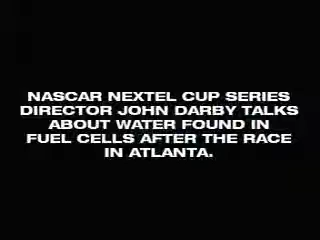 NASCAR NEXTEL CUP SERIES
DIRECTOR JOHN DARBY TALKS
ABOUT WATER FOUND IN
FUEL CELLS AFTER THE RACE
IN ATLANTA.